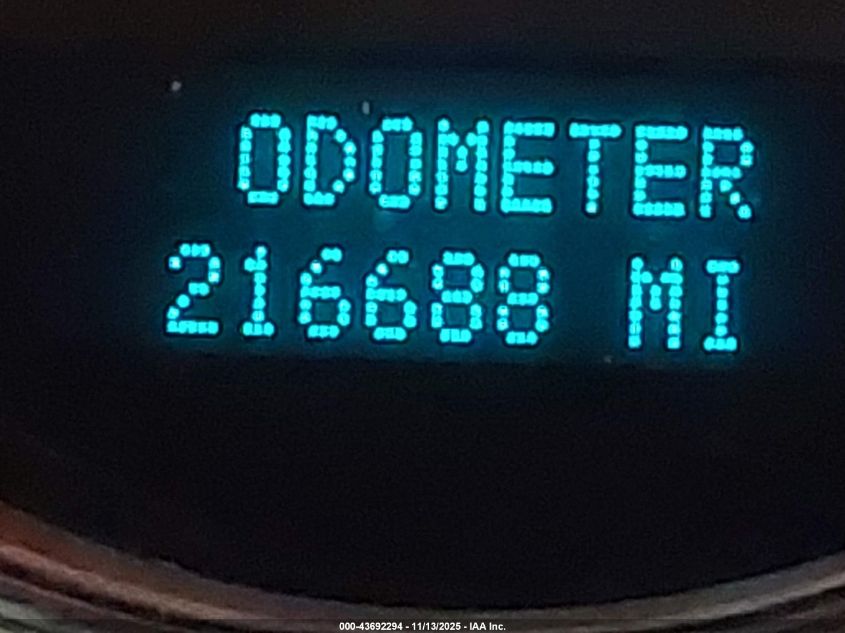 ODOMETER
216688 MI
000-43692294 - 11/13/2025 - IAA Inc.